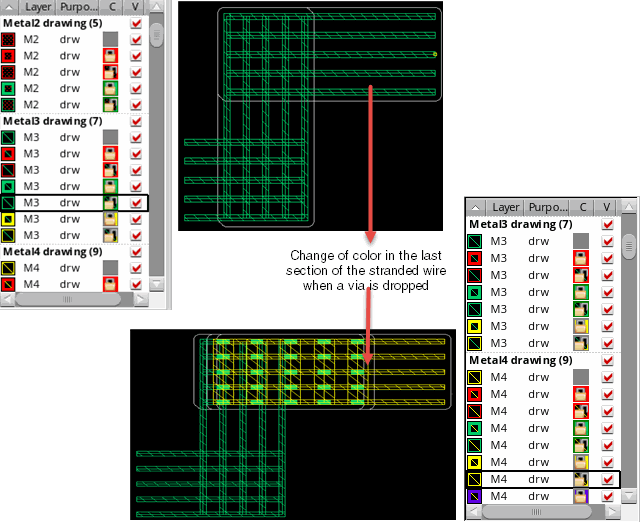 Layer Purpo... C V
Metal2 drawing (5)
M2 drw
M2 drw
M2 drw
M2 drw
M2 drw
Metal3 drawing (7)
M3 drw
M3 drw
M3 drw
M3 drw
M3 drw
M3 drw
M3 drw
Metal4 drawing (9)
M4 drw
M4 drw
Change of color in the last
section of the stranded wire
when a via is dropped
Layer Purpo... C V
Metal3 drawing (7)
M3 drw
M3 drw
M3 drw
M3 drw
M3 drw
M3 drw
M3 drw
Metal4 drawing (9)
M4 drw
M4 drw
M4 drw
M4 drw
M4 drw
M4 drw
M4 drw
M4 drw